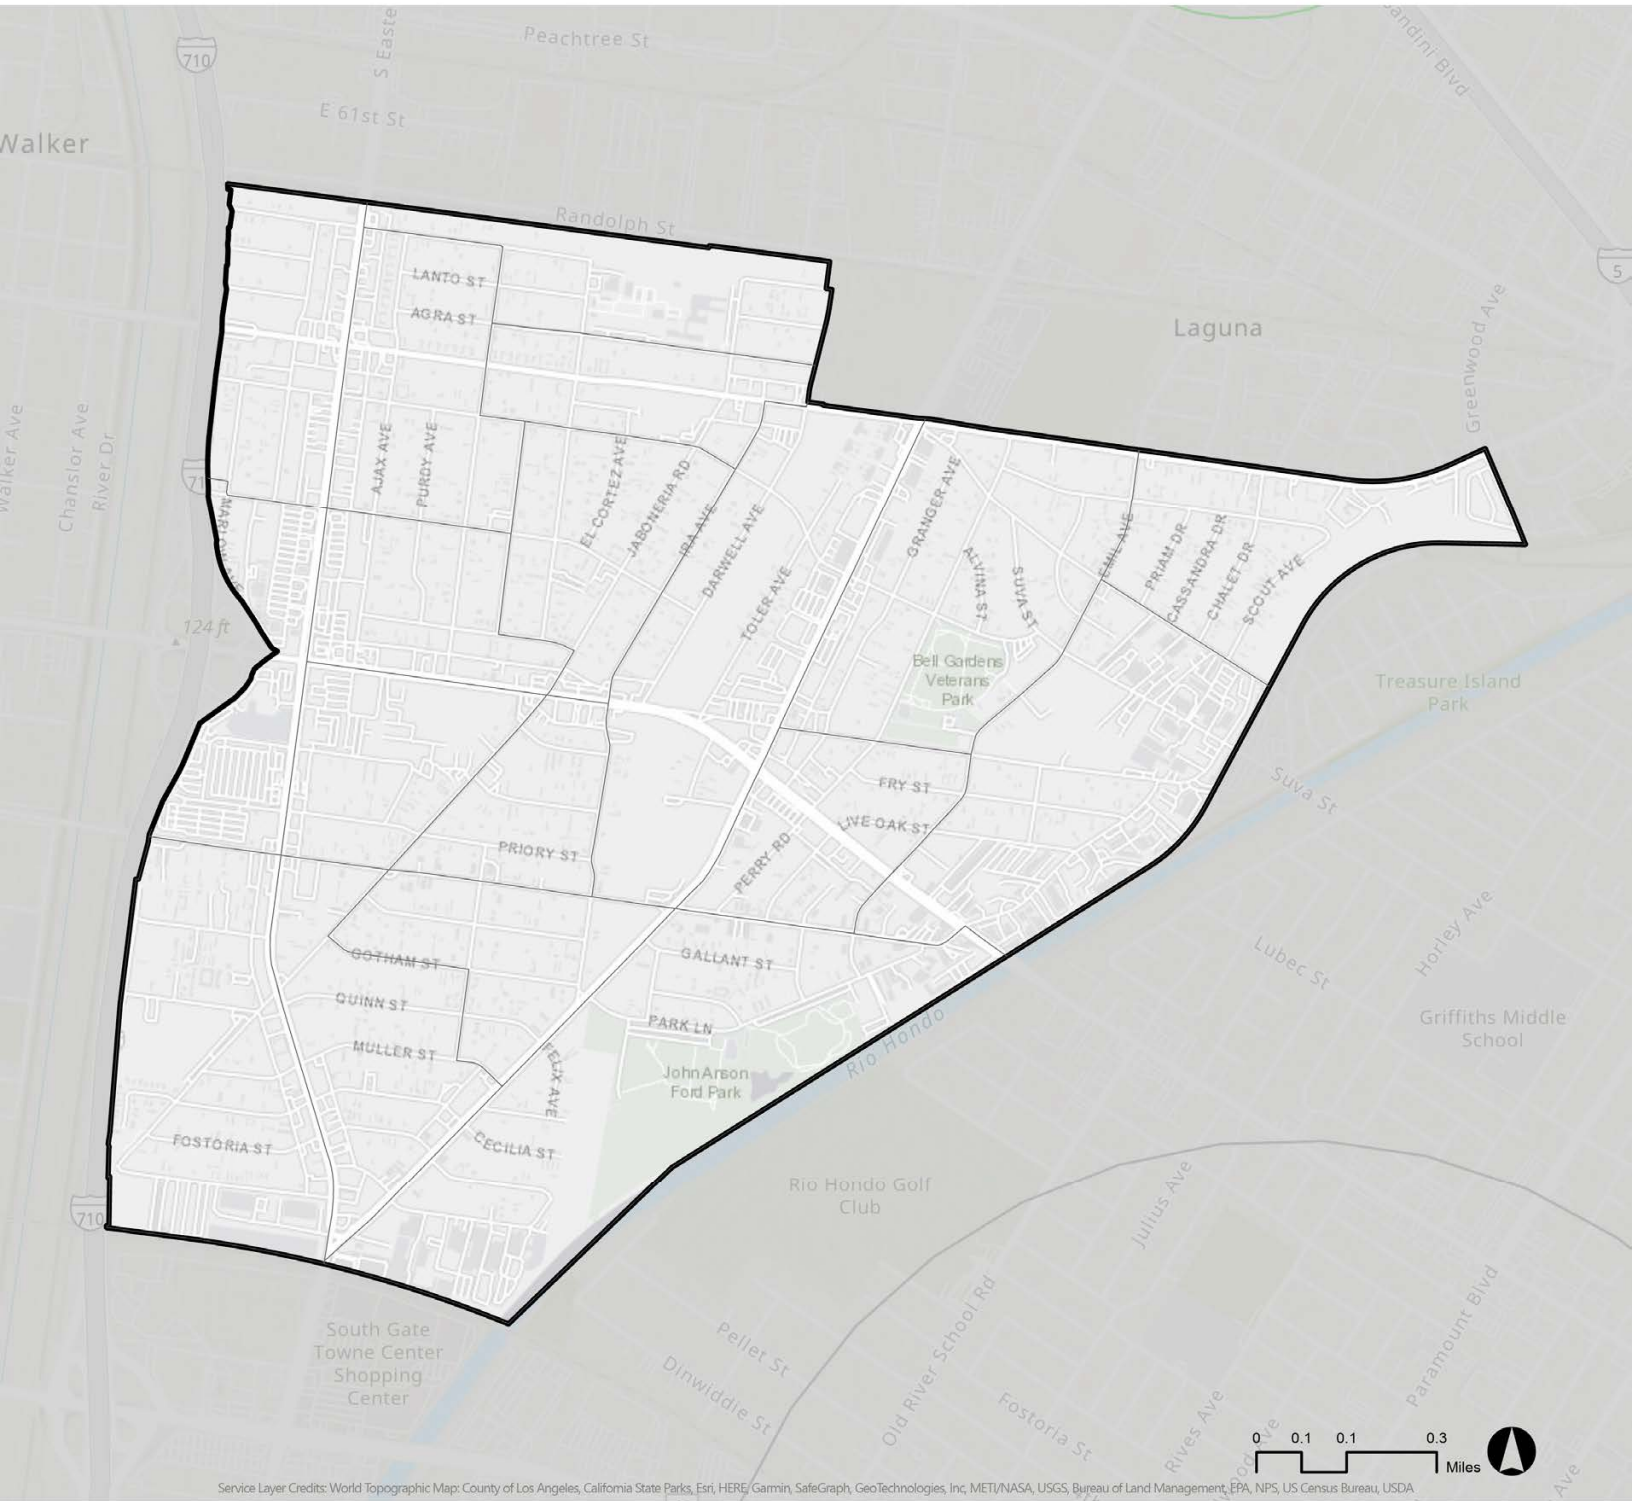 Peachtree St
710
S Easte
E 61st St
Walker
andini Blvd
5
Randolph St
Laguna
Greenwood Ave
LANTO ST
AGRA ST
Walker Ave
Chanslor Ave
River Dr
71
AJAX AVE
PURDY AVE
EL CORTEZ AVE
JABONERIA RD
IRA AVE
DARWELL AVE
TOLER AVE
GRANGER AVE
ALVINA ST
SUVA ST
EMIL AVE
PRIAM DR
CASSANDRA DR
CHALET DR
SCOUT AVE
124 ft
Bell Gardens
Veterans
Park
Treasure Island
Park
Suva St
FRY ST
LIVE OAK ST
PRIORY ST
PERRY RD
Horley Ave
Lubec St
GOTHAM ST
GALLANT ST
QUINN ST
PARK LN
Rio Hondo
Griffiths Middle
School
MULLER ST
FELIX AVE
John Anson
Ford Park
FOSTORIA ST
CECILIA ST
Rio Hondo Golf
Club
Julius Ave
710
South Gate
Towne Center
Shopping
Center
Pellet St
Dinwiddie St
Old River School Rd
Fostoria St
Paramount Blvd
Rives Ave
ood Ave
Ave
0 0.1 0.1 0.3
Miles
Service Layer Credits: World Topographic Map: County of Los Angeles, California State Parks, Esri, HERE, Garmin, SafeGraph, GeoTechnologies, Inc, METI/NASA, USGS, Bureau of Land Management, EPA, NPS, US Census Bureau, USDA